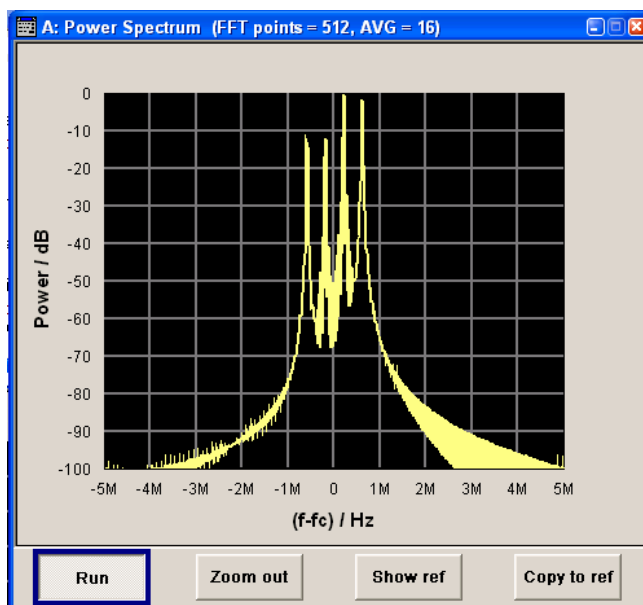 A: Power Spectrum (FFT points = 512, AVG = 16)
0
-10
-20
-30
-40
-50
-60
-70
-80
-90
-100
Power / dB
-5M -4M -3M -2M -1M 0 1M 2M 3M 4M 5M
(f-fc) / Hz
Run Zoom out Show ref Copy to ref